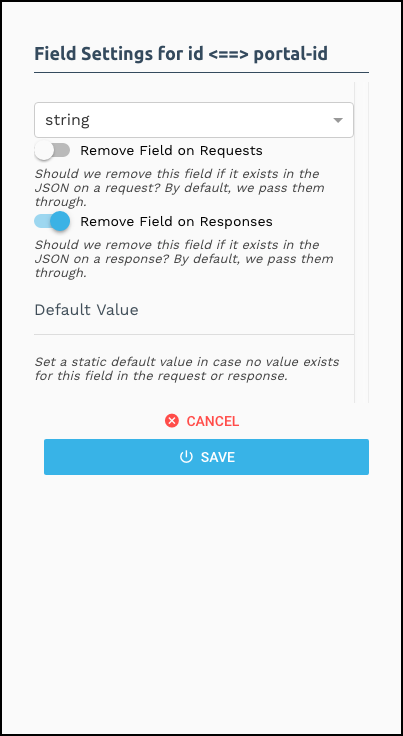 Field Settings for id <==> portal-id
string
Remove Field on Requests
Should we remove this field if it exists in the
JSON on a request? By default, we pass them
through.
Remove Field on Responses
Should we remove this field if it exists in the
JSON on a response? By default, we pass them
through.
Default Value
Set a static default value in case no value exists
for this field in the request or response.
CANCEL
SAVE